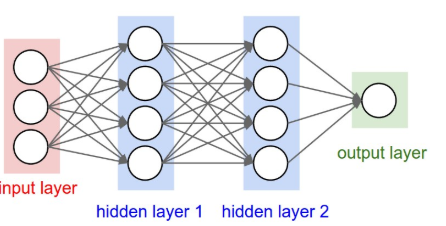 output layer
input layer
hidden layer 1 hidden layer 2